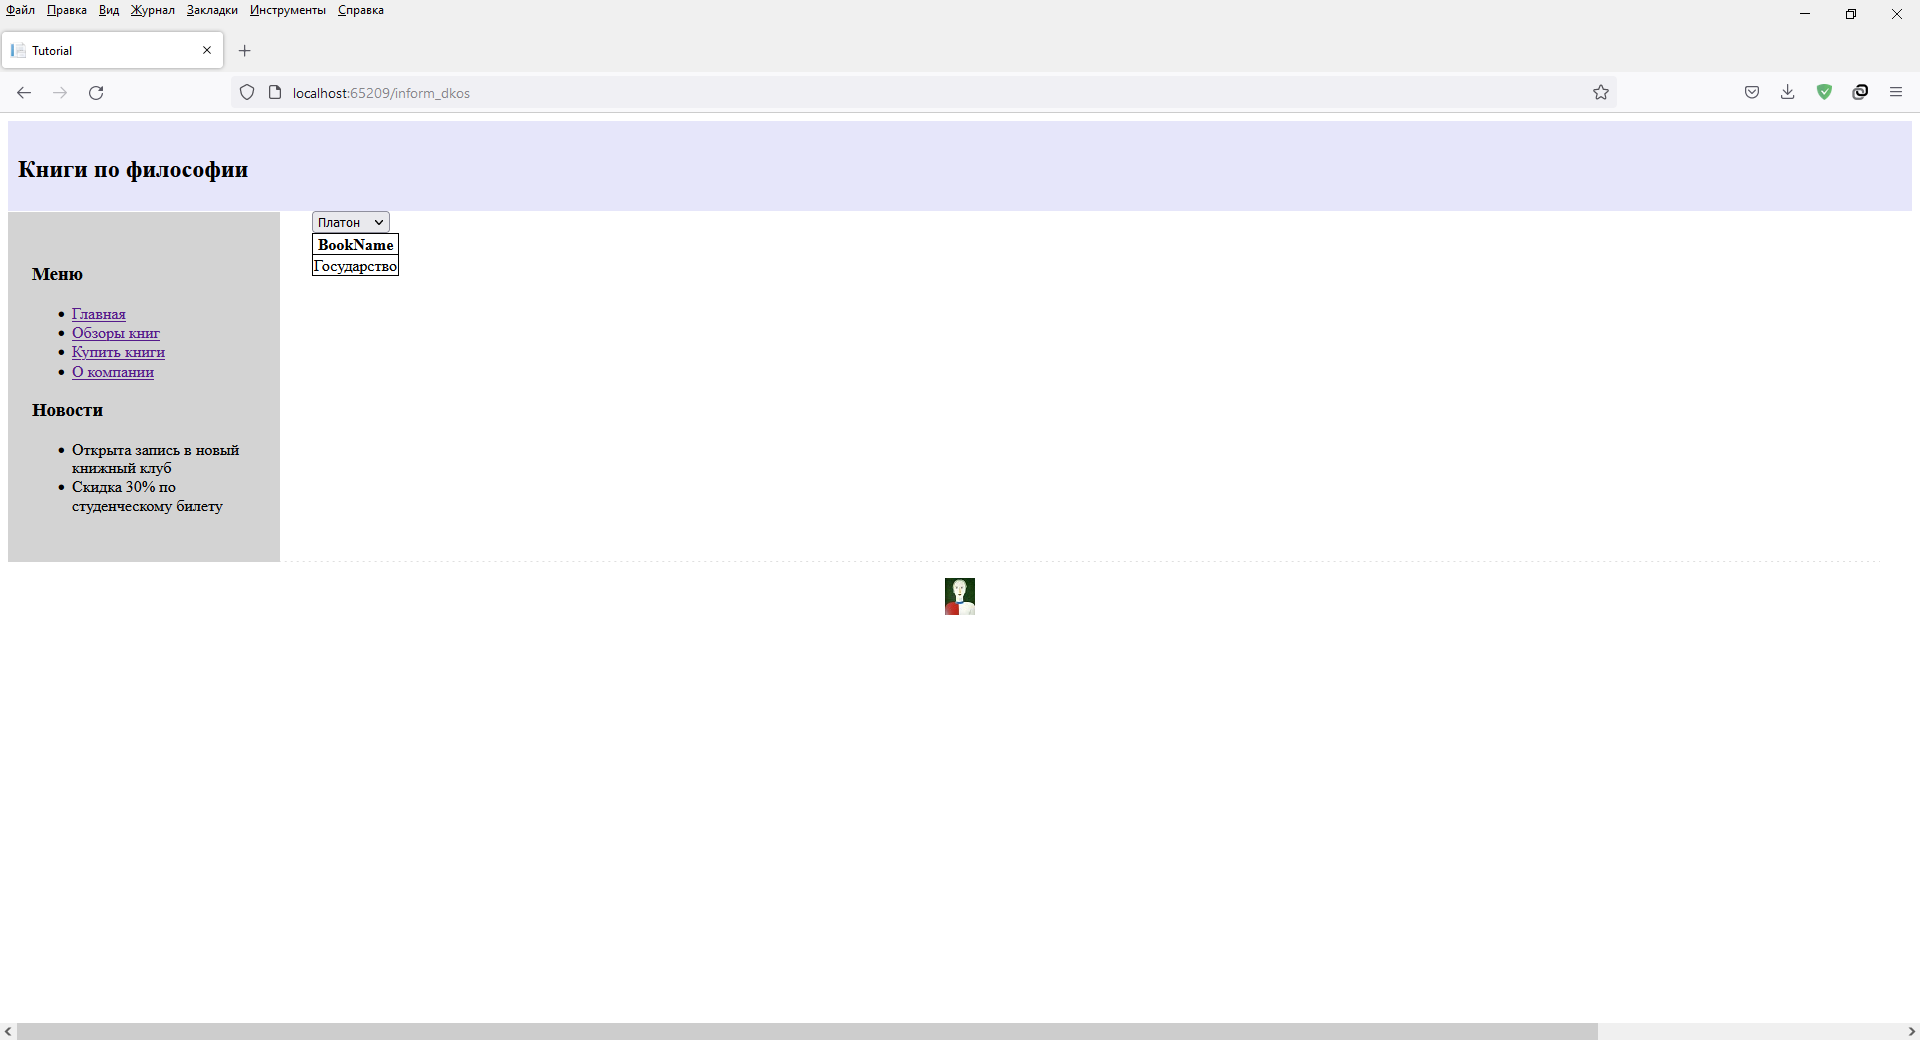 Файл Правка Вид Журнал Закладки Инструменты Справка
Tutorial
localhost:65209/inform_dkos
Книги по философии
Платон
BookName
Государство
Меню
Главная
Обзоры книг
Купить книги
О компании
Новости
Открыта запись в новый
книжный клуб
Скидка 30% по
студенческому билету